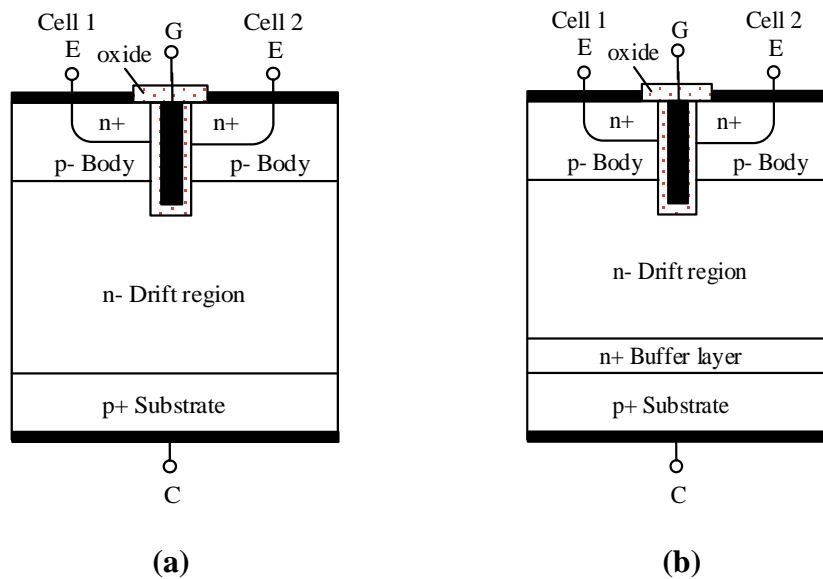 Cell 1
Cell 2
G
E
oxide
E
n+
n+
p- Body
p- Body
n- Drift region
p+ Substrate
C
(a)
Cell 1
Cell 2
G
E
oxide
E
n+
n+
p- Body
p- Body
n- Drift region
n+ Buffer layer
p+ Substrate
C
(b)